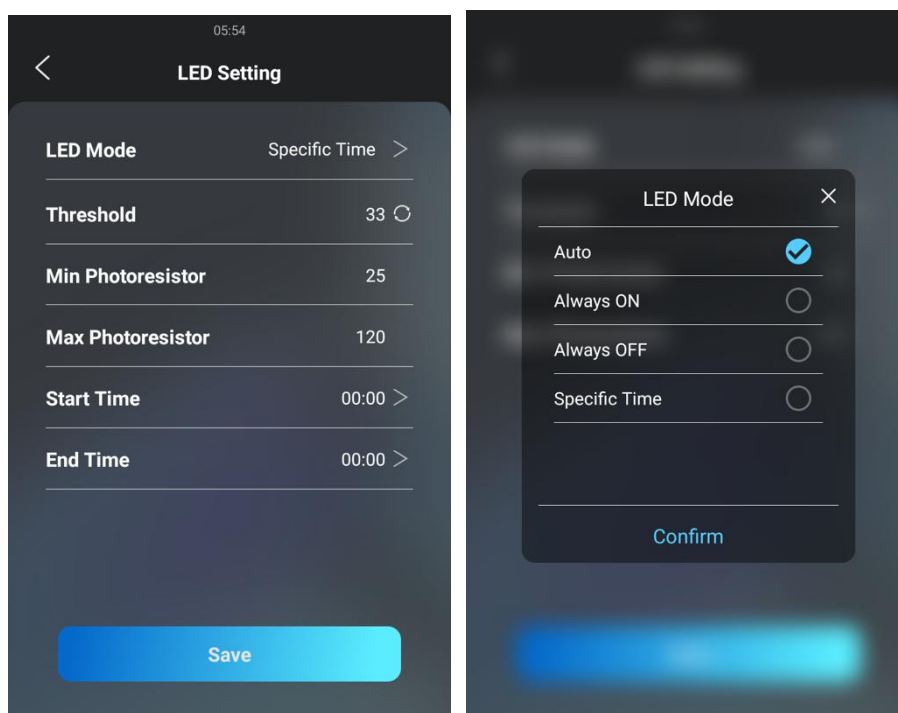 05:54
LED Setting
LED Mode Specific Time >
Threshold 33
Min Photoresistor 25
Max Photoresistor 120
Start Time 00:00 >
End Time 00:00 >
Save
LED Mode
Auto
Always ON
Always OFF
Specific Time
Confirm